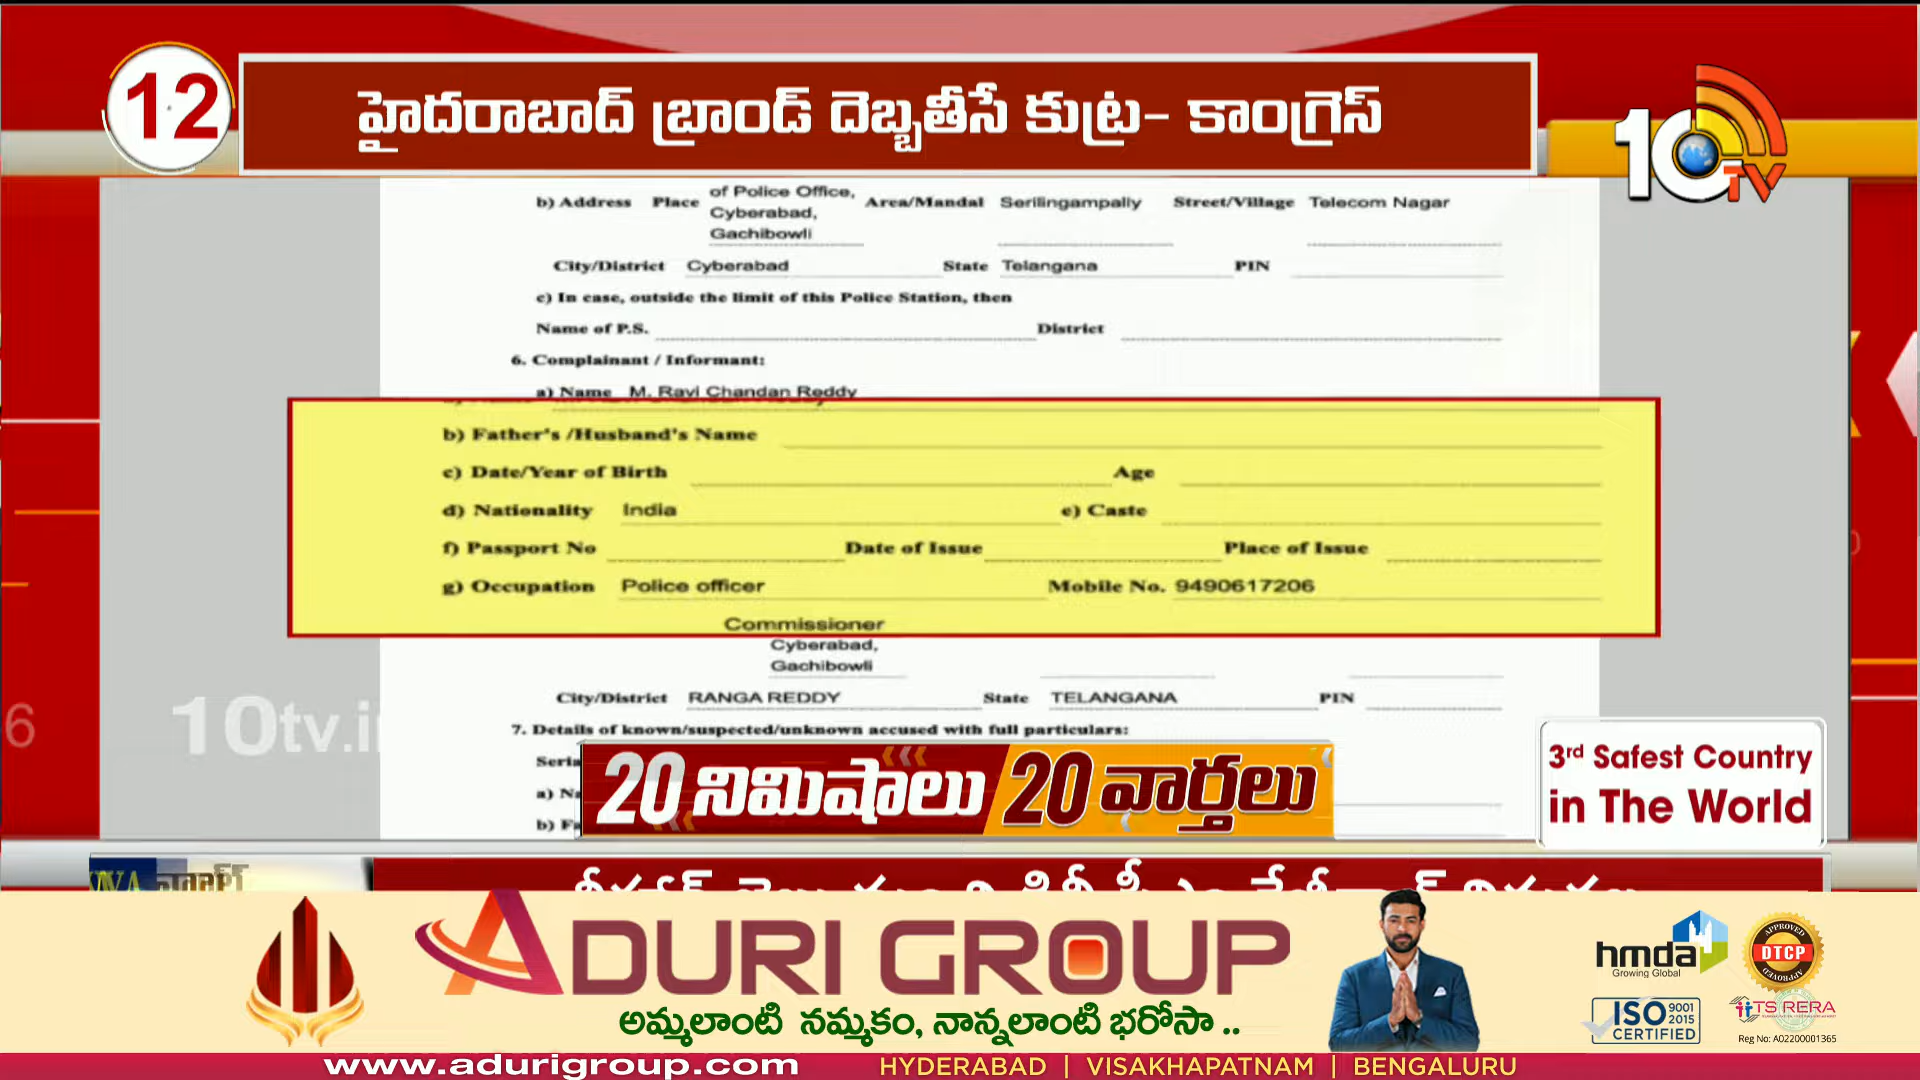 12
హైదరాబాద్ బ్రాండ్ దెబ్బతీసే కుట్ర- కాంగ్రెస్
10TV
b) Address Place of Police Office, Cyberabad, Gachibowli Area/Mandal Serilingampally Street/Village Telecom Nagar
City/District Cyberabad State Telangana PIN
c) In case, outside the limit of this Police Station, then
Name of P.S. District
6. Complainant / Informant:
a) Name M. Ravi Chandan Reddy
b) Father's /Husband's Name
c) Date/Year of Birth Age
d) Nationality India e) Caste
f) Passport No Date of Issue Place of Issue
g) Occupation Police officer Mobile No. 9490617206
Commissioner
Cyberabad,
Gachibowli
City/District RANGA REDDY State TELANGANA PIN
10tv.i
7. Details of known/suspected/unknown accused with full particulars:
Seria
a) Na
b) Fa
20 నిమిషాలు 20 వార్తలు
3rd Safest Country
in The World
ADURI GROUP
అమ్మలాంటి నమ్మకం, నాన్నలాంటి భరోసా ..
hmda
Growing Global
APPROVED
DTCP
APPROVED
ISO 9001 2015
CERTIFIED
TS RERA
Reg No: A02200001365
www.adurigroup.com
HYDERABAD | VISAKHAPATNAM | BENGALURU